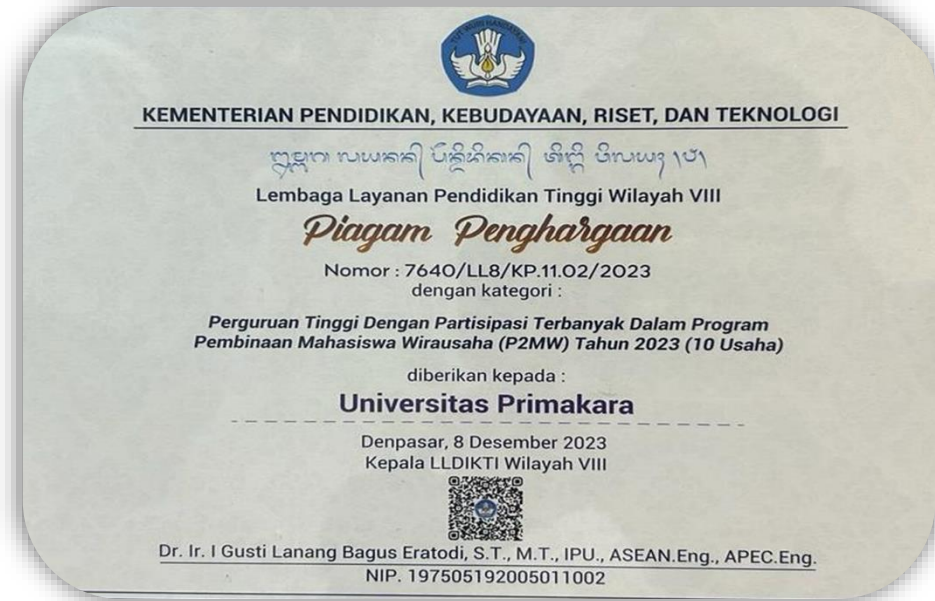 TUT WURI HANDAYANI
KEMENTERIAN PENDIDIKAN, KEBUDAYAAN, RISET, DAN TEKNOLOGI
Lembaga Layanan Pendidikan Tinggi Wilayah VIII
Piagam Penghargaan
Nomor : 7640/LL8/KP.11.02/2023
dengan kategori :
Perguruan Tinggi Dengan Partisipasi Terbanyak Dalam Program
Pembinaan Mahasiswa Wirausaha (P2MW) Tahun 2023 (10 Usaha)
diberikan kepada :
Universitas Primakara
Denpasar, 8 Desember 2023
Kepala LLDIKTI Wilayah VIII
Dr. Ir. I Gusti Lanang Bagus Eratodi, S.T., M.T., IPU., ASEAN.Eng., APEC.Eng.
NIP. 197505192005011002